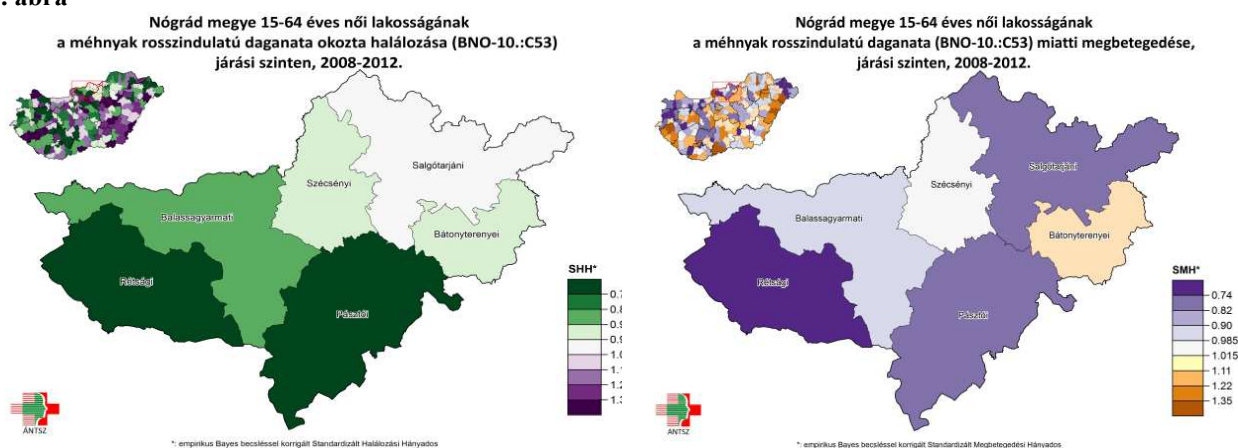 . ábra
Nógrád megye 15-64 éves női lakosságának
a méhnyak rosszindulatú daganata okozta halálozása (BNO-10.:C53)
járási szinten, 2008-2012.
Salgótarjáni
Szécsényi
Balassagyarmati
Bátonyterenyei
Rétsági
Pásztói
SHH*
0.7
0.8
0.9
1.0
1.1
1.2
ÁNTSZ
*: empirikus Bayes becsléssel korrigált Standardizált Halálozási Hányados
Nógrád megye 15-64 éves női lakosságának
a méhnyak rosszindulatú daganata (BNO-10.:C53) miatti megbetegedése,
járási szinten, 2008-2012.
Salgótarjáni
Szécsényi
Balassagyarmati
Bátonyterenyei
Rétsági
Pásztói
SMH*
0.74
0.82
0.90
0.985
1.015
1.11
1.22
1.35
ÁNTSZ
*: empirikus Bayes becsléssel korrigált Standardizált Megbetegedési Hányados